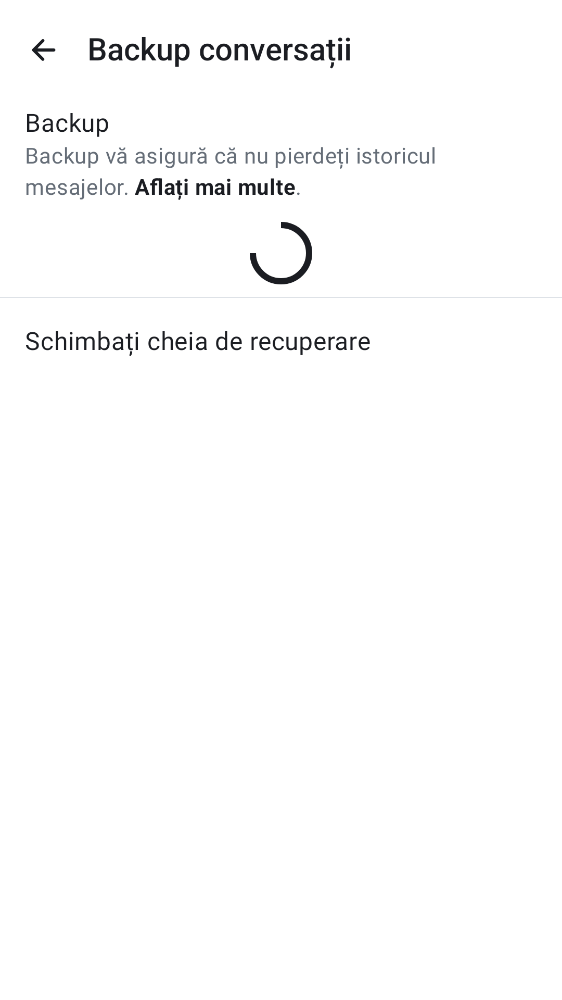 Backup conversații
Backup
Backup vă asigură că nu pierdeți istoricul
mesajelor. Aflați mai multe.
Schimbați cheia de recuperare